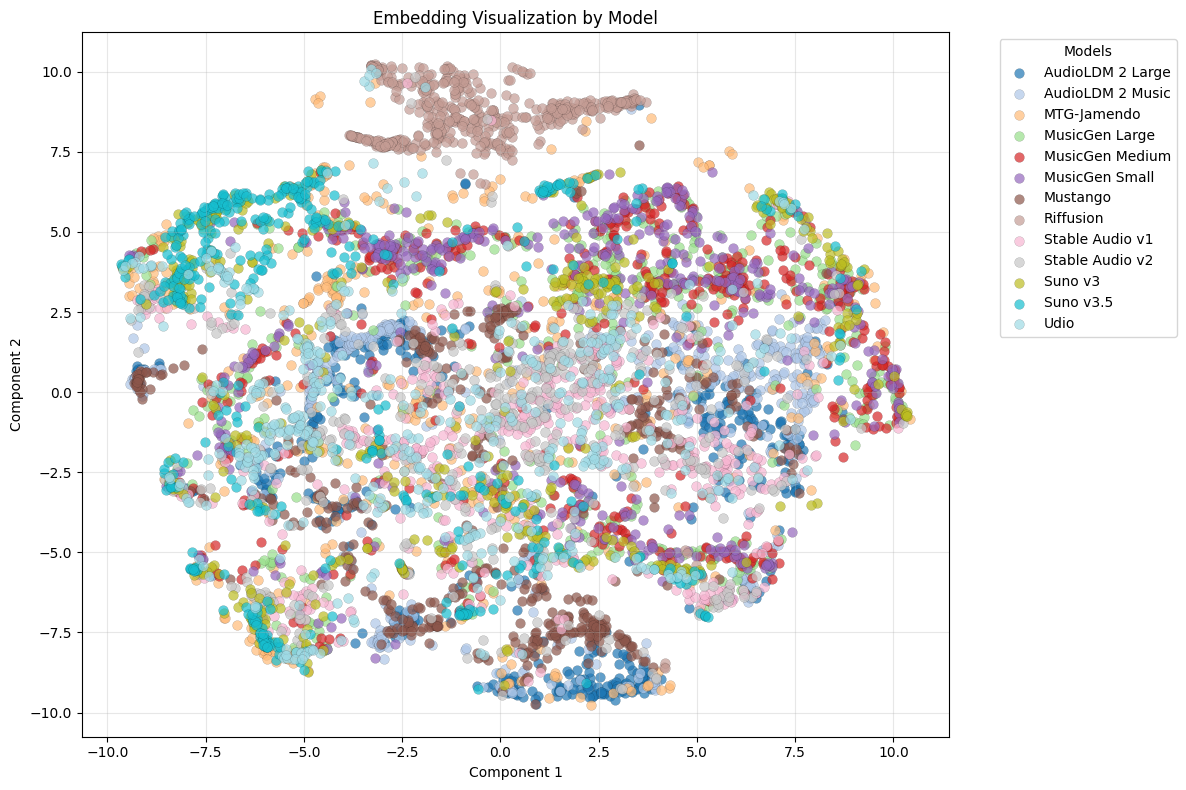 Embedding Visualization by Model
Component 2
10.0
7.5
5.0
2.5
0.0
−2.5
−5.0
−7.5
−10.0
−10.0 −7.5 −5.0 −2.5 0.0 2.5 5.0 7.5 10.0
Component 1
Models
AudioLDM 2 Large
AudioLDM 2 Music
MTG-Jamendo
MusicGen Large
MusicGen Medium
MusicGen Small
Mustango
Riffusion
Stable Audio v1
Stable Audio v2
Suno v3
Suno v3.5
Udio